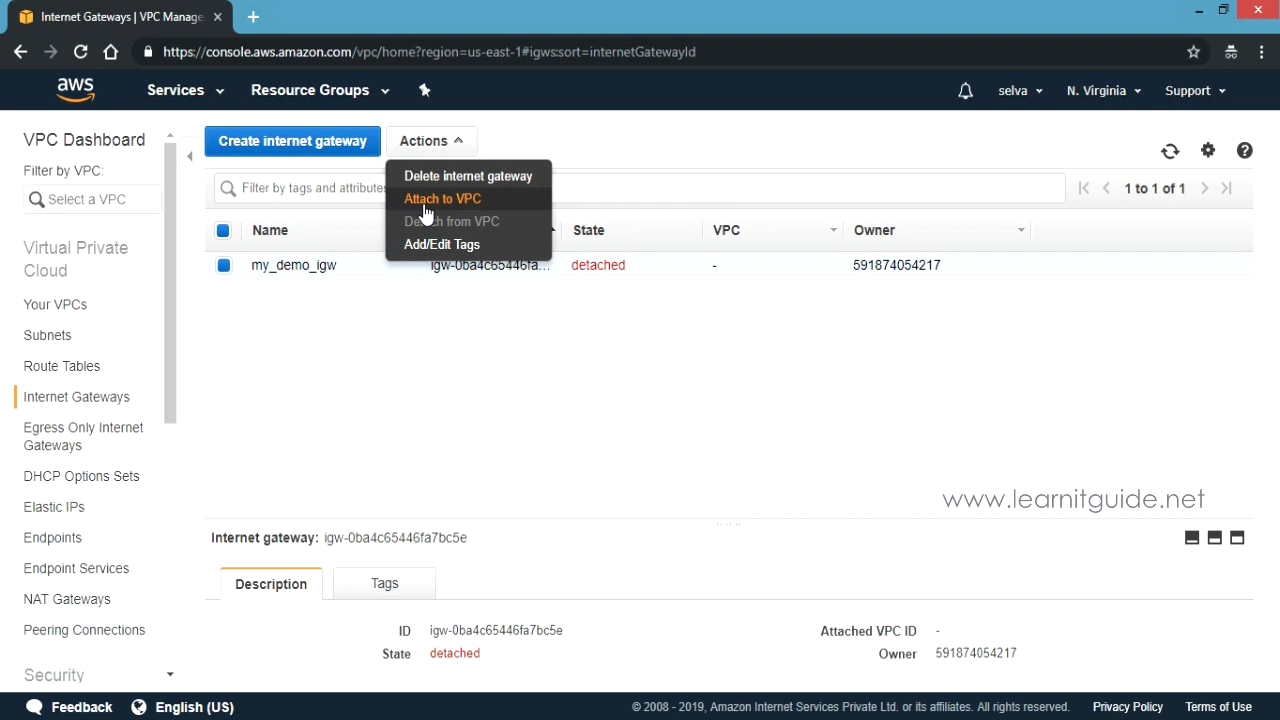 Internet Gateways | VPC Manage
https://console.aws.amazon.com/vpc/home?region=us-east-1#igws:sort=internetGatewayId
aws
Services
Resource Groups
selva
N. Virginia
Support
VPC Dashboard
Filter by VPC:
Select a VPC
Virtual Private
Cloud
Your VPCs
Subnets
Route Tables
Internet Gateways
Egress Only Internet
Gateways
DHCP Options Sets
Elastic IPs
Endpoints
Endpoint Services
NAT Gateways
Peering Connections
Security
Create internet gateway
Actions
Delete internet gateway
Attach to VPC
Detach from VPC
Add/Edit Tags
Filter by tags and attributes
1 to 1 of 1
Name
State
VPC
Owner
my_demo_igw
igw-0ba4c65446fa...
detached
-
591874054217
www.learnitguide.net
Internet gateway: igw-0ba4c65446fa7bc5e
Description
Tags
ID igw-0ba4c65446fa7bc5e
Attached VPC ID -
State detached
Owner 591874054217
Feedback
English (US)
© 2008 - 2019, Amazon Internet Services Private Ltd. or its affiliates. All rights reserved.
Privacy Policy
Terms of Use